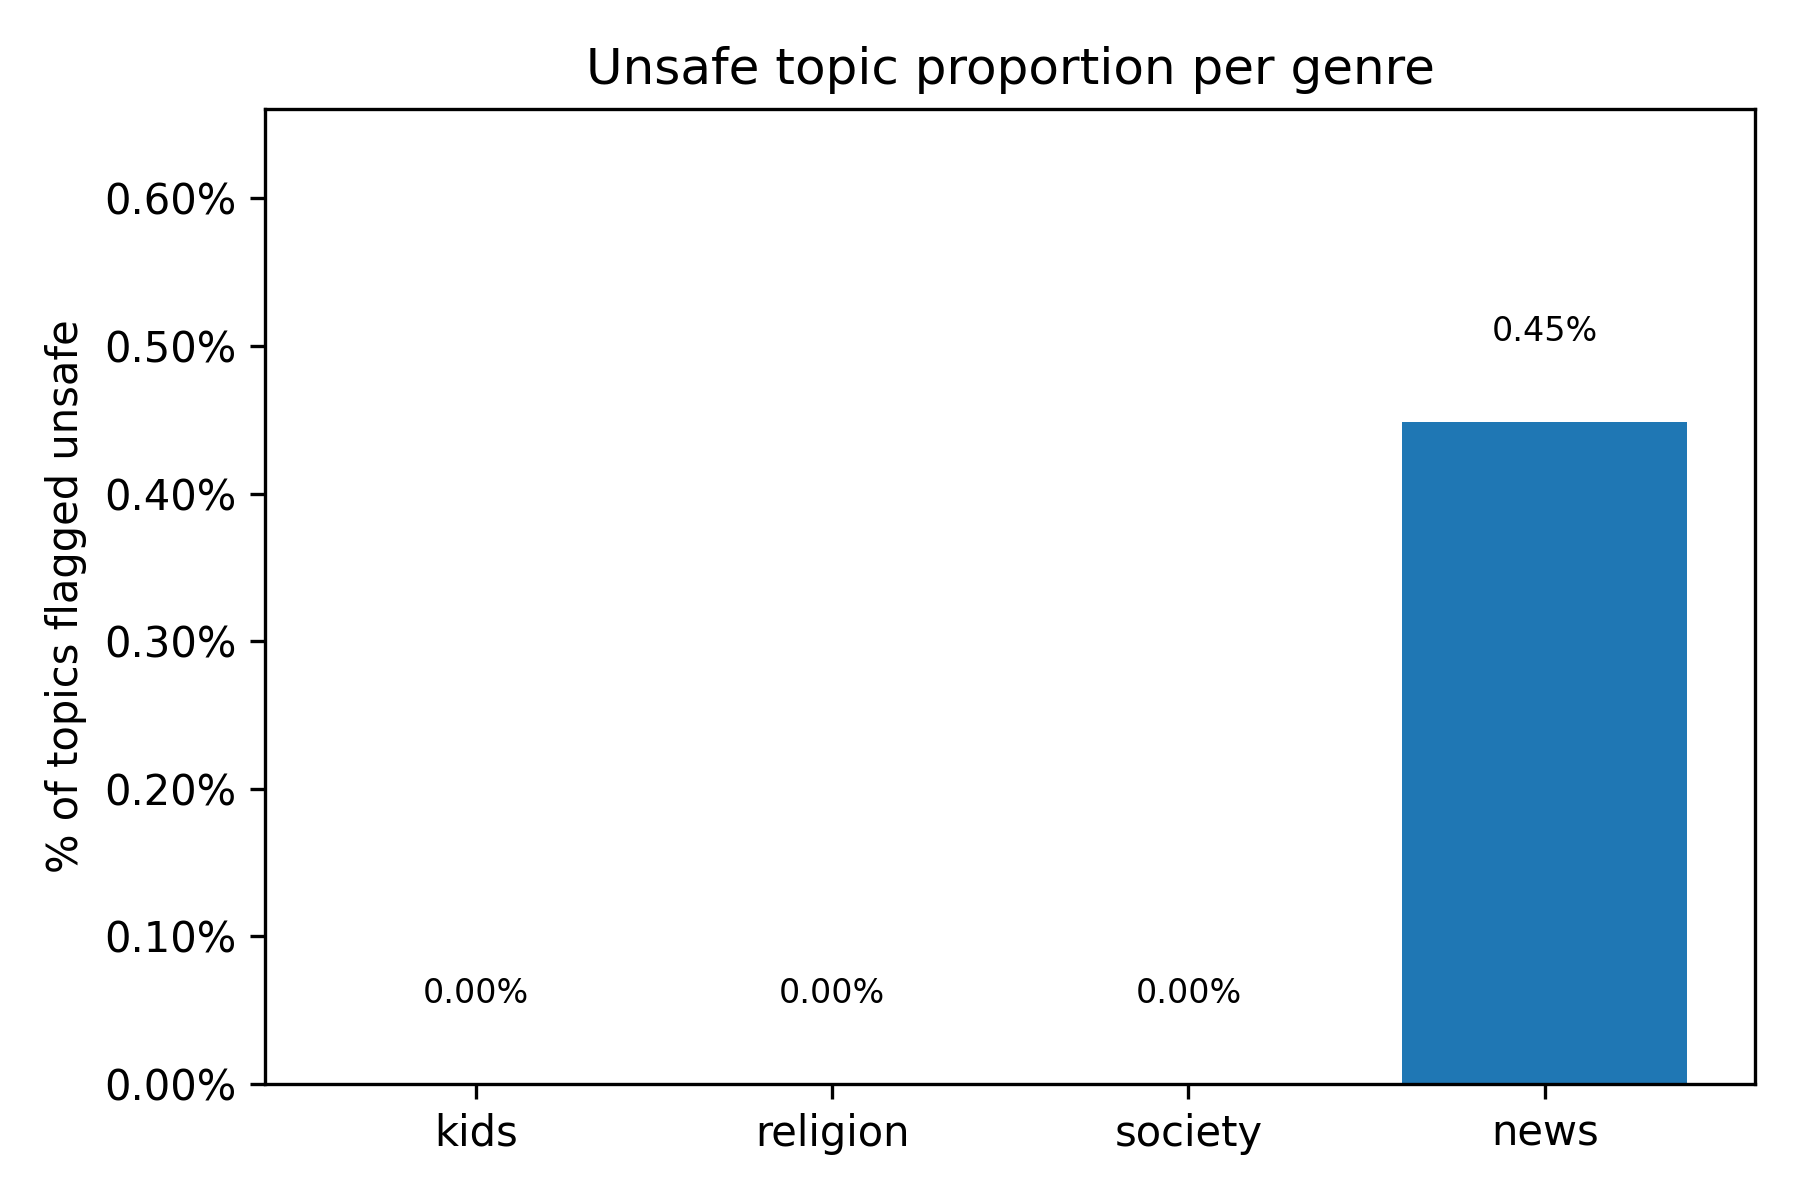 Unsafe topic proportion per genre
% of topics flagged unsafe
0.60%
0.50%
0.40%
0.30%
0.20%
0.10%
0.00%
0.00%
0.00%
0.00%
0.45%
kids
religion
society
news